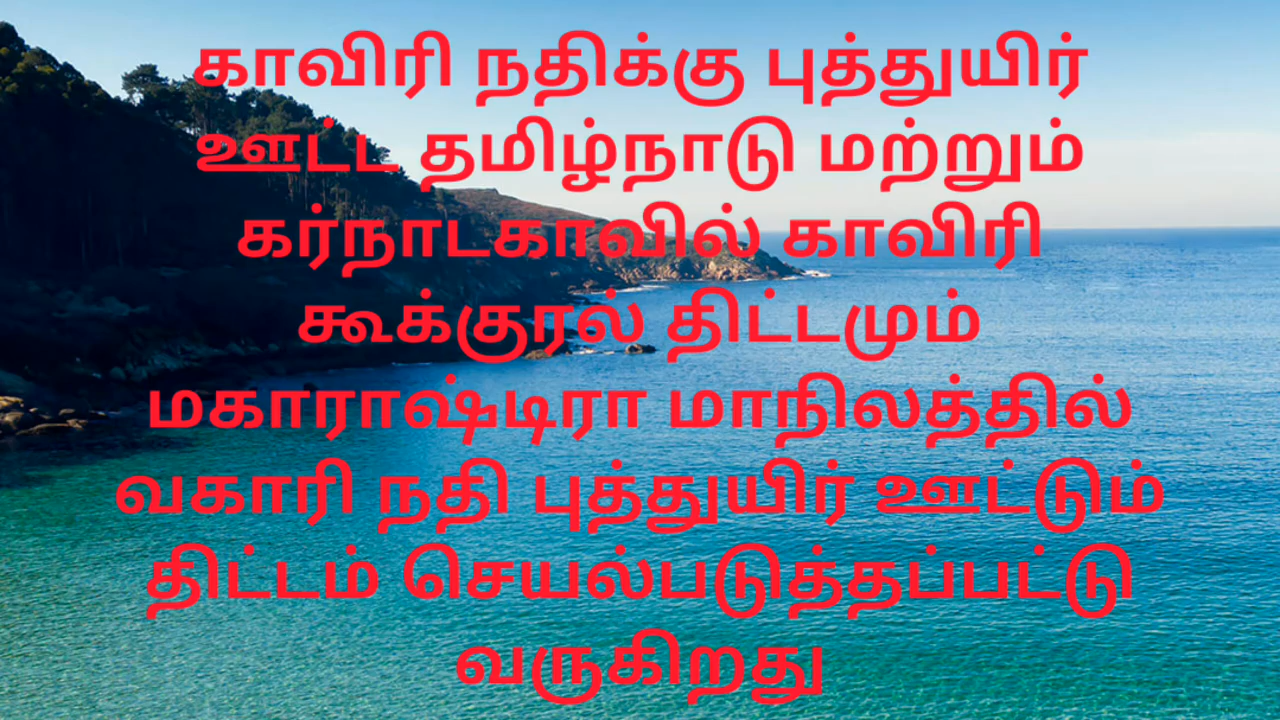 காவிரி நதிக்கு புத்துயிர்
ஊட்ட தமிழ்நாடு மற்றும்
கர்நாடகாவில் காவிரி
கூக்குரல் திட்டமும்
மகாராஷ்டிரா மாநிலத்தில்
வகாரி நதி புத்துயிர் ஊட்டும்
திட்டம் செயல்படுத்தப்பட்டு
வருகிறது